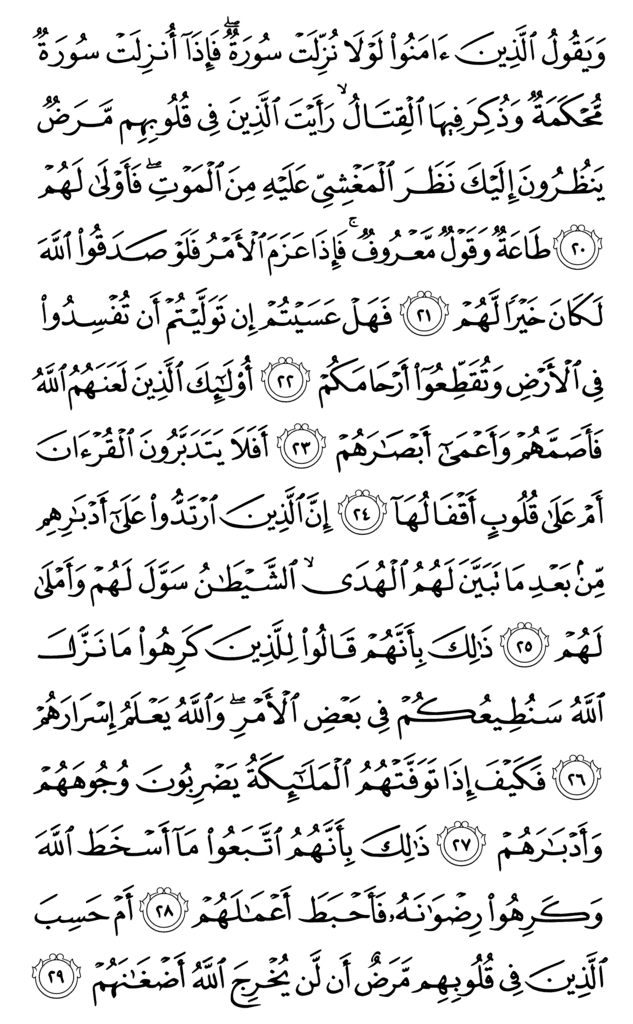 وَيَقُولُ ٱلَّذِينَ ءَامَنُوا۟ لَوْلَا نُزِّلَتْ سُورَةٌ ۖ فَإِذَآ أُنزِلَتْ سُورَةٌ
مُّحْكَمَةٌ وَذُكِرَ فِيهَا ٱلْقِتَالُ ۙ رَأَيْتَ ٱلَّذِينَ فِى قُلُوبِهِم مَّرَضٌ
يَنظُرُونَ إِلَيْكَ نَظَرَ ٱلْمَغْشِىِّ عَلَيْهِ مِنَ ٱلْمَوْتِ ۖ فَأَوْلَىٰ لَهُمْ
٢٠ طَاعَةٌ وَقَوْلٌ مَّعْرُوفٌ ۚ فَإِذَا عَزَمَ ٱلْأَمْرُ فَلَوْ صَدَقُوا۟ ٱللَّهَ
لَكَانَ خَيْرًا لَّهُمْ ٢١ فَهَلْ عَسَيْتُمْ إِن تَوَلَّيْتُمْ أَن تُفْسِدُوا۟
فِى ٱلْأَرْضِ وَتُقَطِّعُوٓا۟ أَرْحَامَكُمْ ٢٢ أُو۟لَـٰٓئِكَ ٱلَّذِينَ لَعَنَهُمُ ٱللَّهُ
فَأَصَمَّهُمْ وَأَعْمَىٰٓ أَبْصَـٰرَهُمْ ٢٣ أَفَلَا يَتَدَبَّرُونَ ٱلْقُرْءَانَ
أَمْ عَلَىٰ قُلُوبٍ أَقْفَالُهَآ ٢٤ إِنَّ ٱلَّذِينَ ٱرْتَدُّوا۟ عَلَىٰٓ أَدْبَـٰرِهِم
مِّنۢ بَعْدِ مَا تَبَيَّنَ لَهُمُ ٱلْهُدَى ۙ ٱلشَّيْطَـٰنُ سَوَّلَ لَهُمْ وَأَمْلَىٰ
لَهُمْ ٢٥ ذَٰلِكَ بِأَنَّهُمْ قَالُوا۟ لِلَّذِينَ كَرِهُوا۟ مَا نَزَّلَ
ٱللَّهُ سَنُطِيعُكُمْ فِى بَعْضِ ٱلْأَمْرِ ۖ وَٱللَّهُ يَعْلَمُ إِسْرَارَهُمْ
٢٦ فَكَيْفَ إِذَا تَوَفَّتْهُمُ ٱلْمَلَـٰٓئِكَةُ يَضْرِبُونَ وُجُوهَهُمْ
وَأَدْبَـٰرَهُمْ ٢٧ ذَٰلِكَ بِأَنَّهُمُ ٱتَّبَعُوا۟ مَآ أَسْخَطَ ٱللَّهَ
وَكَرِهُوا۟ رِضْوَٰنَهُۥ فَأَحْبَطَ أَعْمَـٰلَهُمْ ٢٨ أَمْ حَسِبَ
ٱلَّذِينَ فِى قُلُوبِهِم مَّرَضٌ أَن لَّن يُخْرِجَ ٱللَّهُ أَضْغَـٰنَهُمْ ٢٩